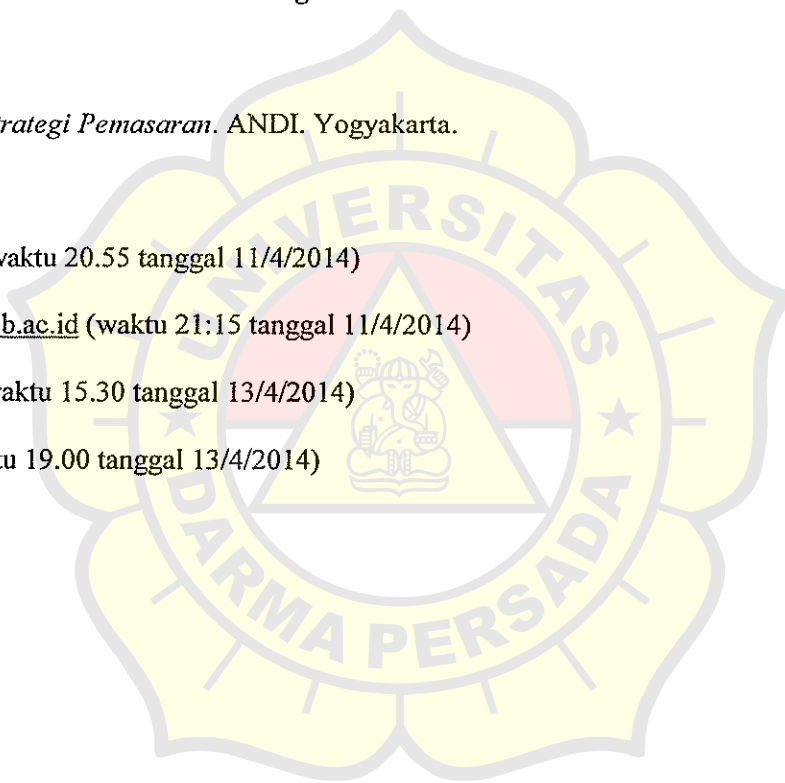 trategi Pemasaran. ANDI. Yogyakarta.
waktu 20.55 tanggal 11/4/2014)
b.ac.id (waktu 21:15 tanggal 11/4/2014)
waktu 15.30 tanggal 13/4/2014)
tu 19.00 tanggal 13/4/2014)
UNIVERSITAS
DARMA PERSADA